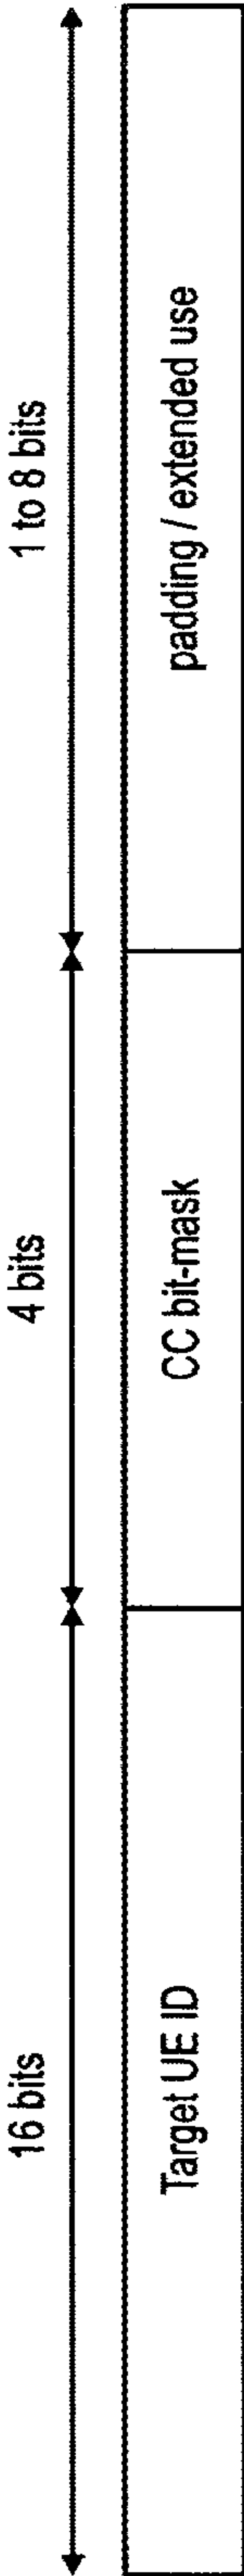 16 bits
4 bits
1 to 8 bits
Target UE ID
CC bit-mask
padding / extended use